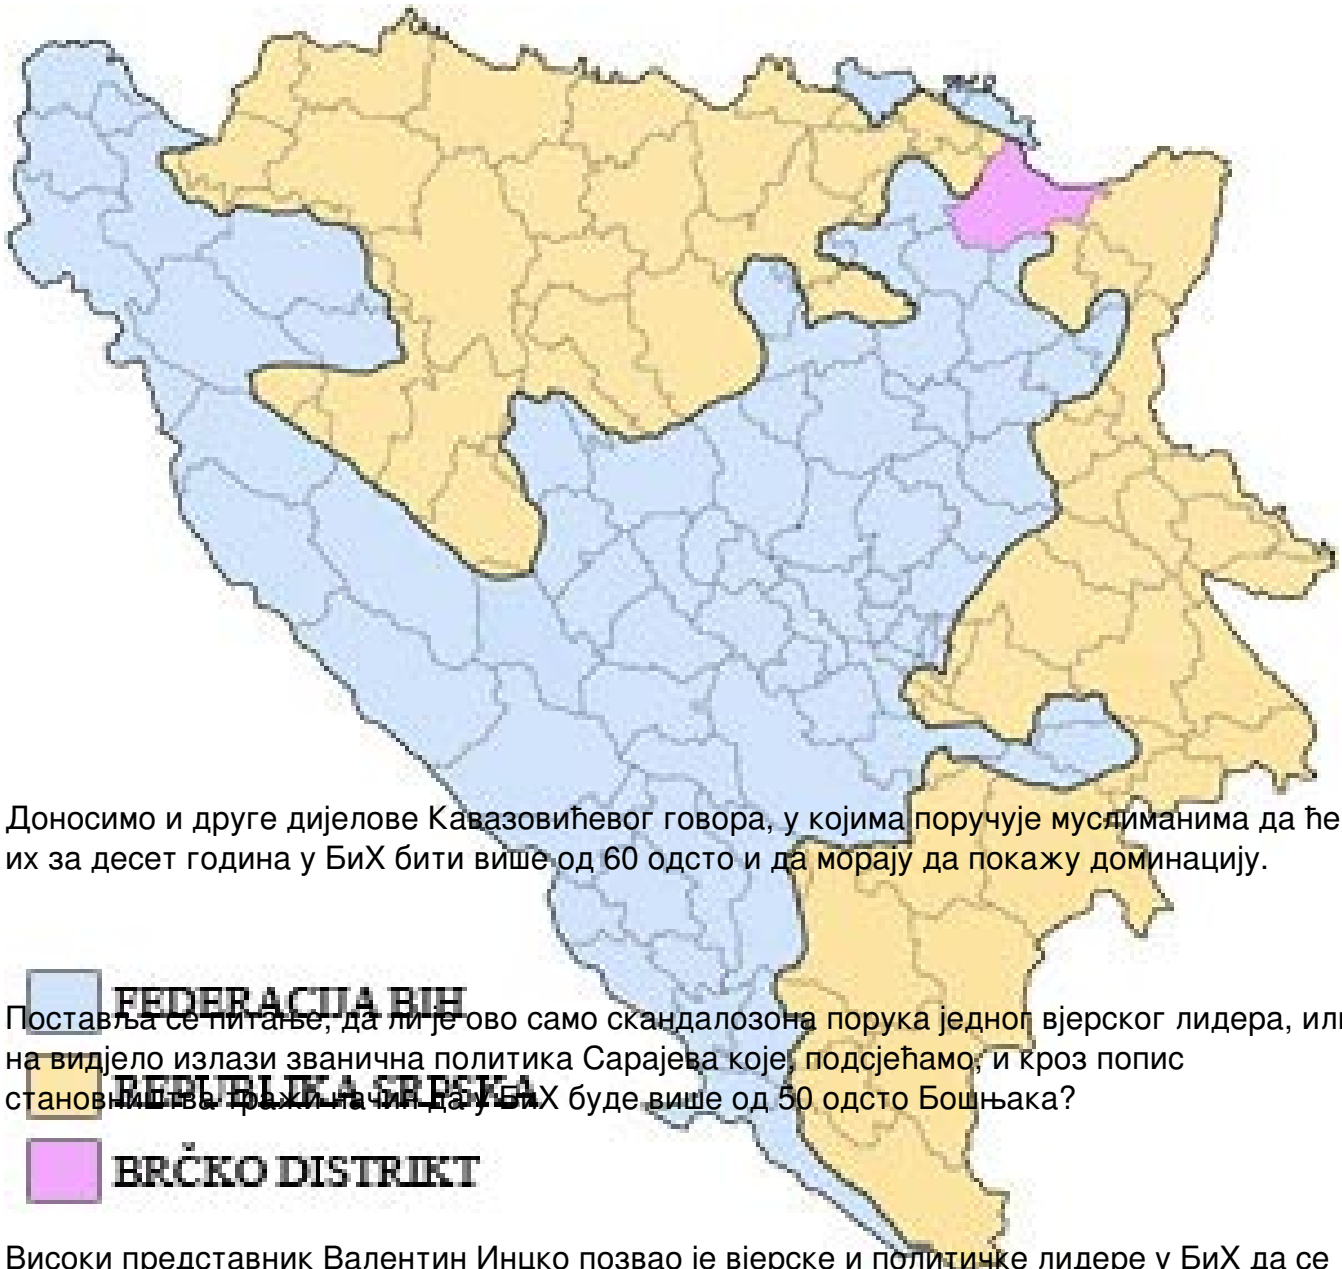 Доносимо и друге дијелове Кавазовићевог говора, у којима поручује муслиманима да ће
их за десет година у БиХ бити више од 60 одсто и да морају да покажу доминацију.
FEDERACIJA BIH
Поставља се питање, да ли је ово само скандалозона порука једног вјерског лидера, или
на видјело излази званична политика Сарајева које, подсјећамо, и кроз попис
REPUBLIKA SRPSKA
становништва тражи начин да у БиХ буде више од 50 одсто Бошњака?
BRČKO DISTRIKT
Високи представник Валентин Инцко позвао је вјерске и политичке лидере у БиХ да се